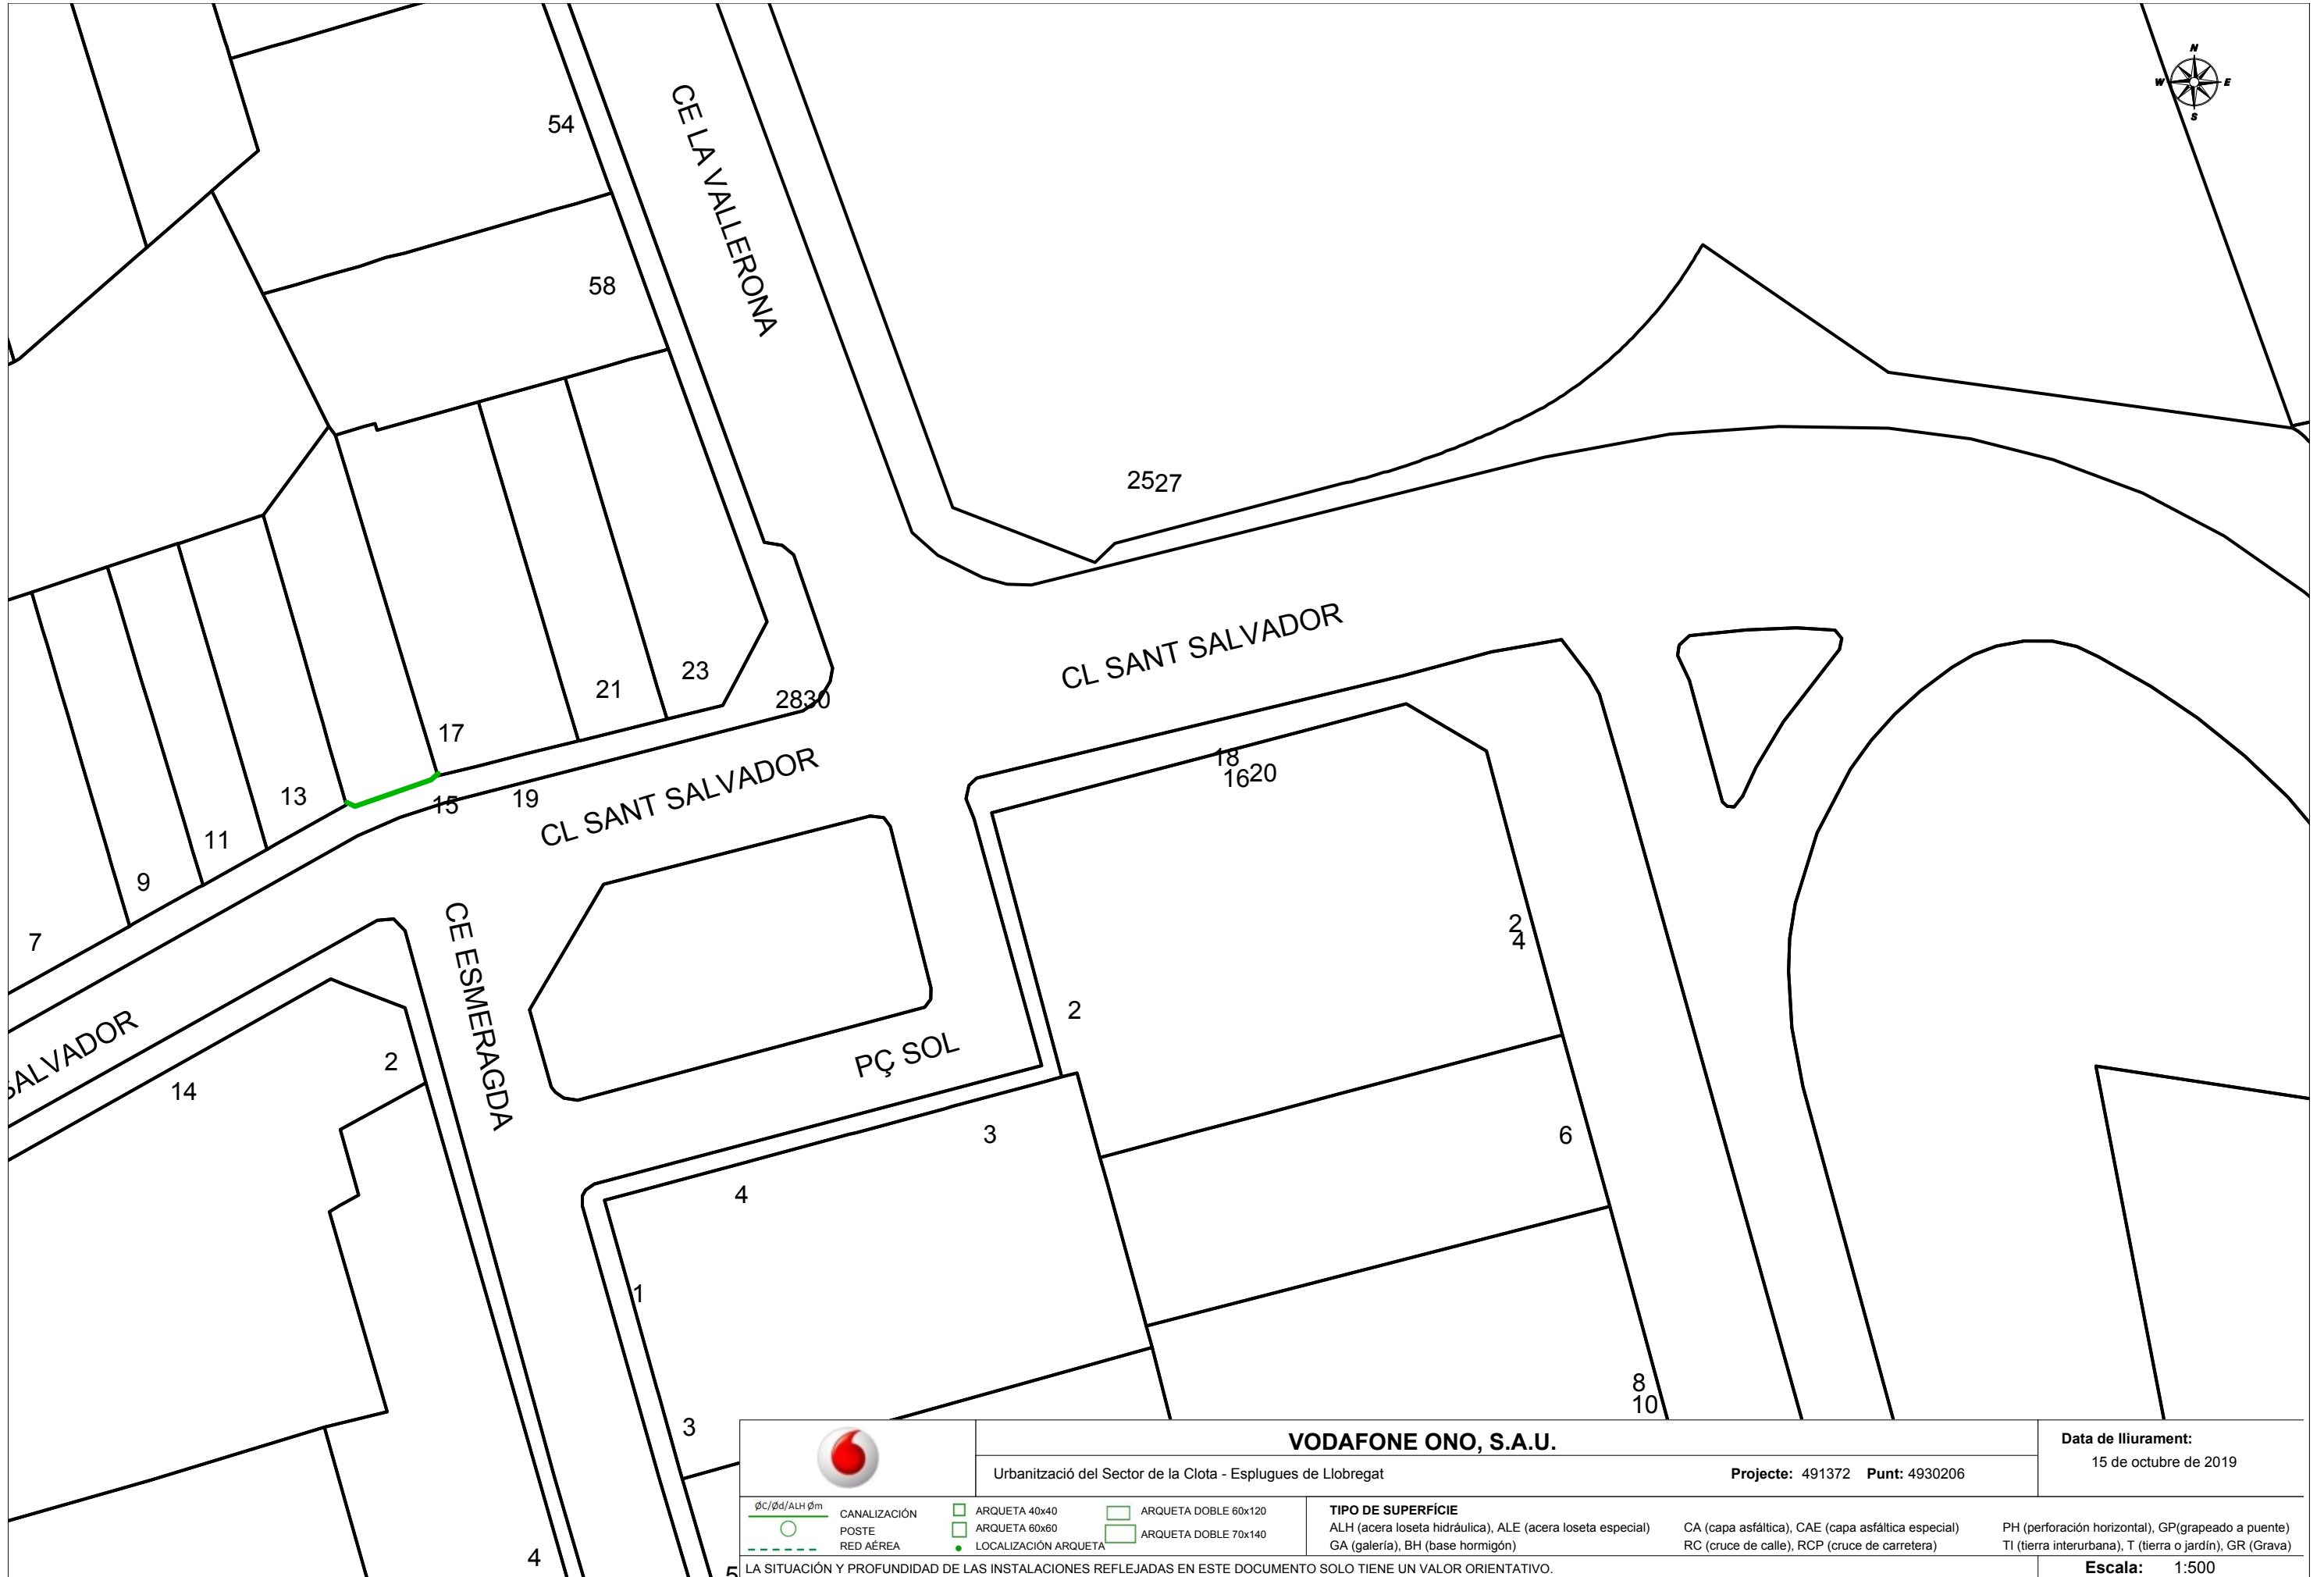 N
W E
S
54
CE LA VALLERONA
58
2527
CL SANT SALVADOR
23
21
2830
17
CL SANT SALVADOR
18
1620
13
15
19
11
9
7
CE ESMERAGDA
2
4
2
SALVADOR
PÇ SOL
2
14
3
6
4
1
8
10
3
4
5
VODAFONE ONO, S.A.U.
Urbanització del Sector de la Clota - Esplugues de Llobregat
Projecte: 491372 Punt: 4930206
Data de lliurament:
15 de octubre de 2019
ØC/Ød/ALH Øm
CANALIZACIÓN
POSTE
RED AÉREA
ARQUETA 40x40
ARQUETA 60x60
LOCALIZACIÓN ARQUETA
ARQUETA DOBLE 60x120
ARQUETA DOBLE 70x140
TIPO DE SUPERFÍCIE
ALH (acera loseta hidráulica), ALE (acera loseta especial)
GA (galería), BH (base hormigón)
CA (capa asfáltica), CAE (capa asfáltica especial)
RC (cruce de calle), RCP (cruce de carretera)
PH (perforación horizontal), GP(grapeado a puente)
TI (tierra interurbana), T (tierra o jardín), GR (Grava)
LA SITUACIÓN Y PROFUNDIDAD DE LAS INSTALACIONES REFLEJADAS EN ESTE DOCUMENTO SOLO TIENE UN VALOR ORIENTATIVO.
Escala: 1:500